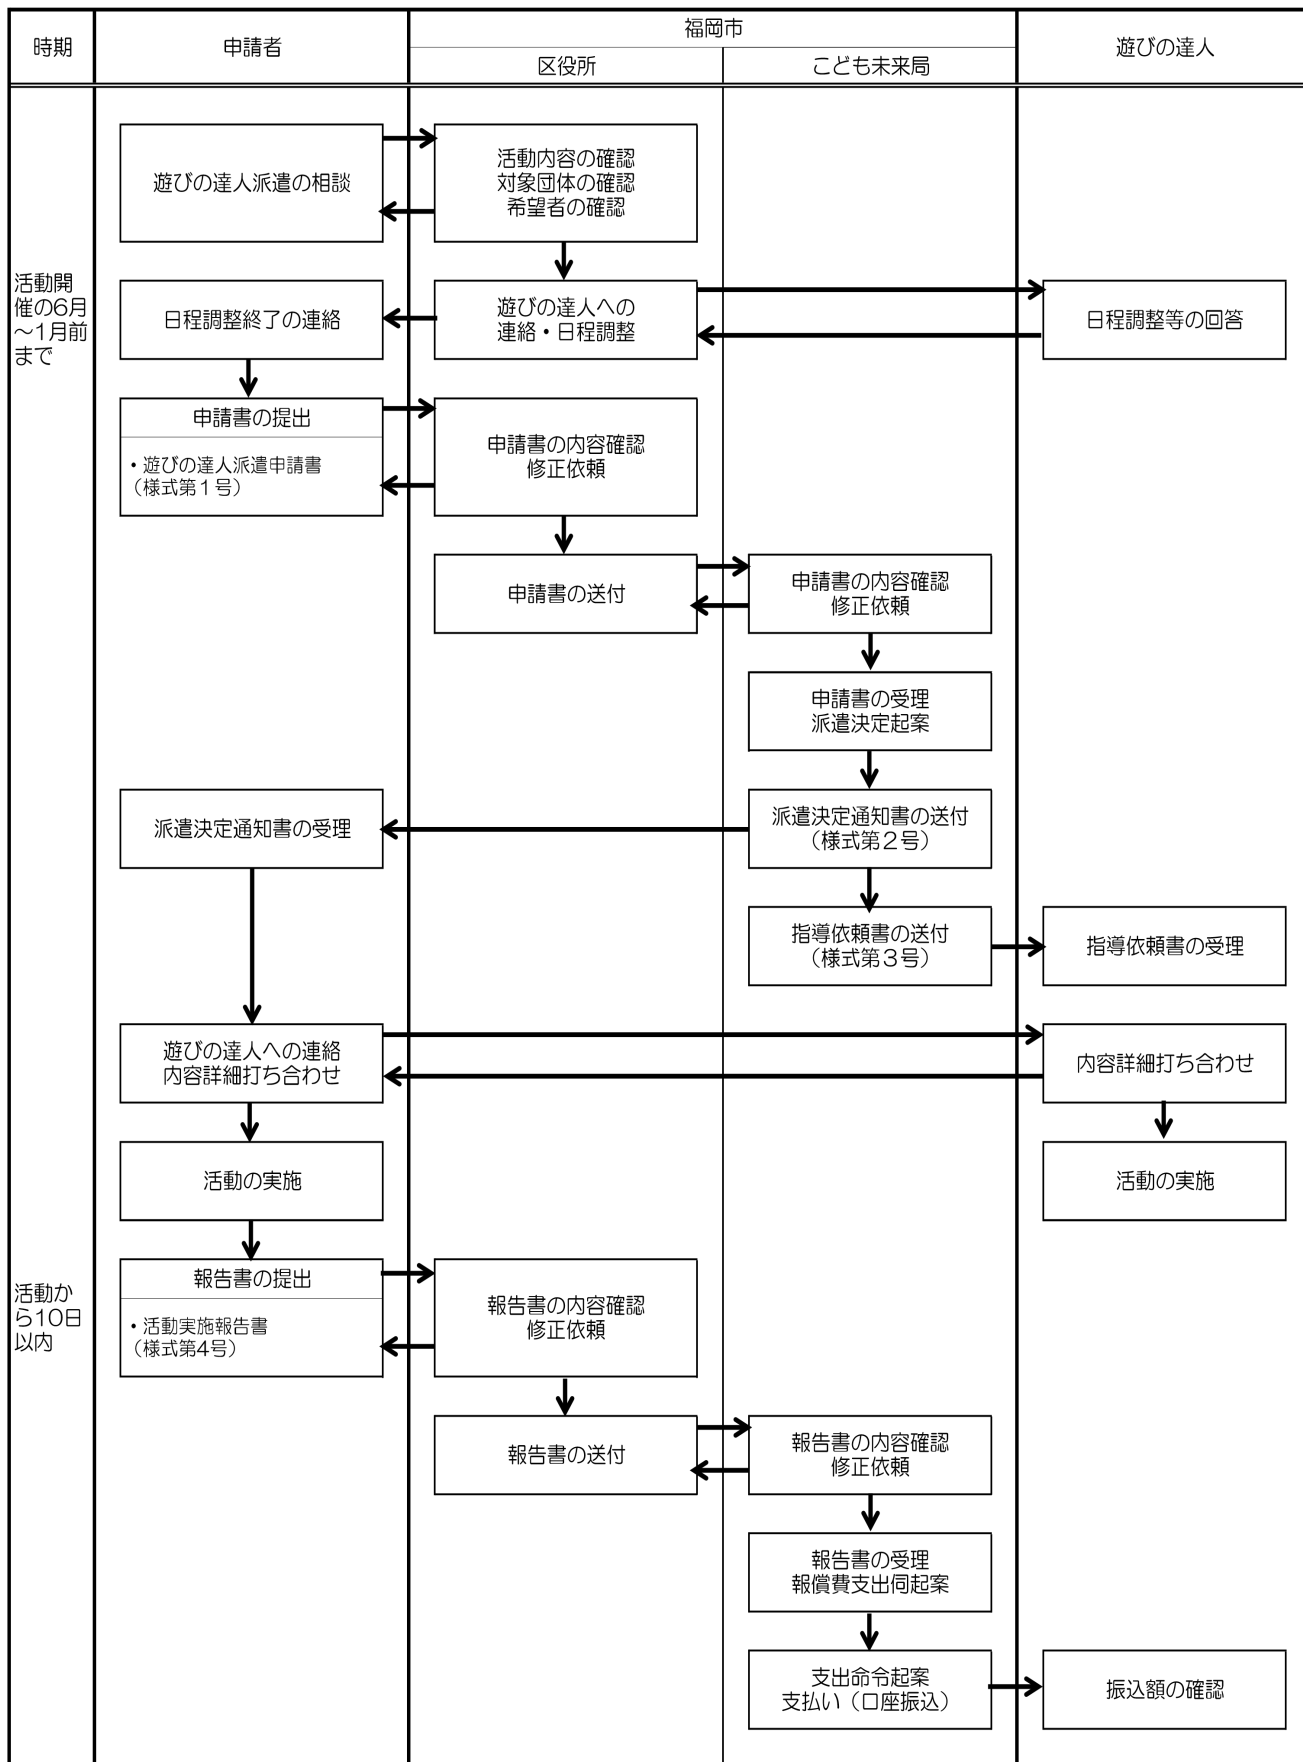 時期
申請者
福岡市
区役所
こども未来局
遊びの達人
活動開
催の6月
～1月前
まで
遊びの達人派遣の相談
活動内容の確認
対象団体の確認
希望者の確認
日程調整終了の連絡
遊びの達人への
連絡・日程調整
日程調整等の回答
申請書の提出
・遊びの達人派遣申請書
（様式第１号）
申請書の内容確認
修正依頼
申請書の送付
申請書の内容確認
修正依頼
申請書の受理
派遣決定起案
派遣決定通知書の受理
派遣決定通知書の送付
（様式第２号）
指導依頼書の送付
（様式第３号）
指導依頼書の受理
遊びの達人への連絡
内容詳細打ち合わせ
内容詳細打ち合わせ
活動の実施
活動の実施
活動か
ら10日
以内
報告書の提出
・活動実施報告書
（様式第4号）
報告書の内容確認
修正依頼
報告書の送付
報告書の内容確認
修正依頼
報告書の受理
報償費支出伺起案
支出命令起案
支払い（口座振込）
振込額の確認